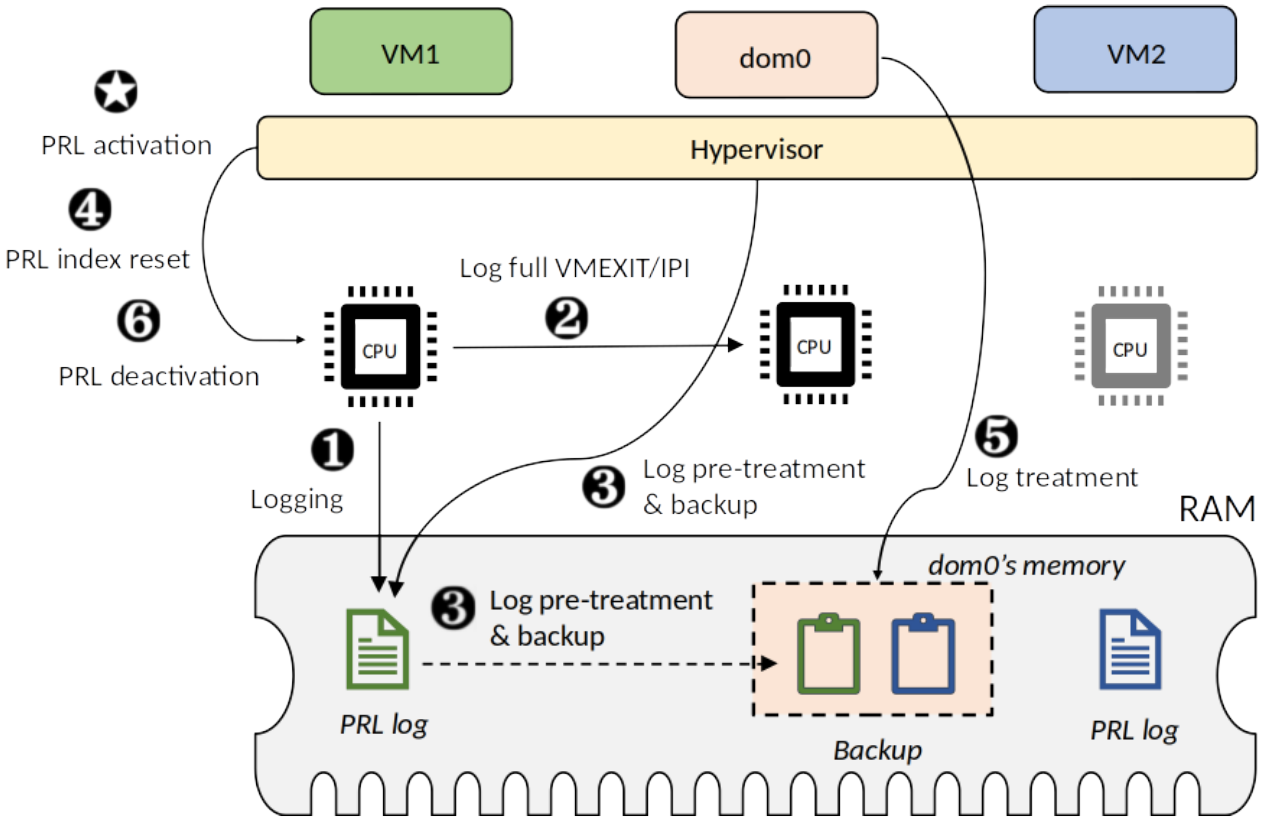 VM1
dom0
VM2
PRL activation
Hypervisor
4
PRL index reset
Log full VMEXIT/IPI
6
2
CPU
CPU
CPU
PRL deactivation
1
5
Log pre-treatment
& backup
3
Log treatment
Logging
RAM
dom0's memory
3
Log pre-treatment
& backup
PRL log
PRL log
Backup